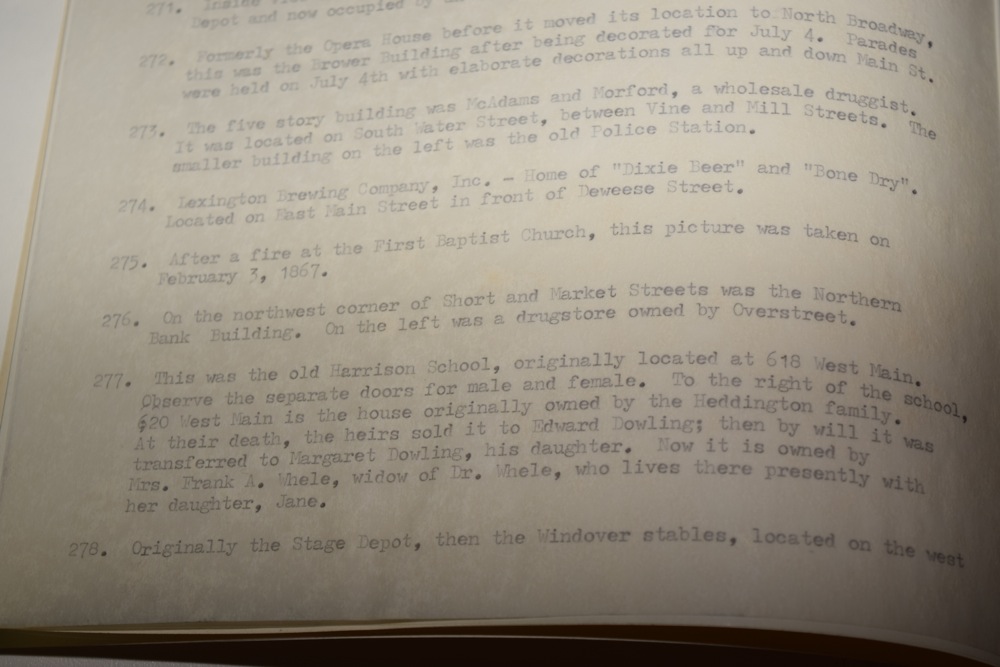 271. Inside
Depot and now occupied by
272. Formerly the Opera House before it moved its location to North Broadway,
this was the Brower Building after being decorated for July 4. Parades
were held on July 4th with elaborate decorations all up and down Main St.
273. The five story building was McAdams and Morford, a wholesale druggist.
It was located on South Water Street, between Vine and Mill Streets. The
smaller building on the left was the old Police Station.
274. Lexington Brewing Company, Inc. - Home of "Dixie Beer" and "Bone Dry".
Located on East Main Street in front of Deweese Street.
275. After a fire at the First Baptist Church, this picture was taken on
February 3, 1867.
276. On the northwest corner of Short and Market Streets was the Northern
Bank Building. On the left was a drugstore owned by Overstreet.
277. This was the old Harrison School, originally located at 618 West Main.
Observe the separate doors for male and female. To the right of the school,
620 West Main is the house originally owned by the Heddington family.
At their death, the heirs sold it to Edward Dowling; then by will it was
transferred to Margaret Dowling, his daughter. Now it is owned by
Mrs. Frank A. Whele, widow of Dr. Whele, who lives there presently with
her daughter, Jane.
278. Originally the Stage Depot, then the Windover stables, located on the west